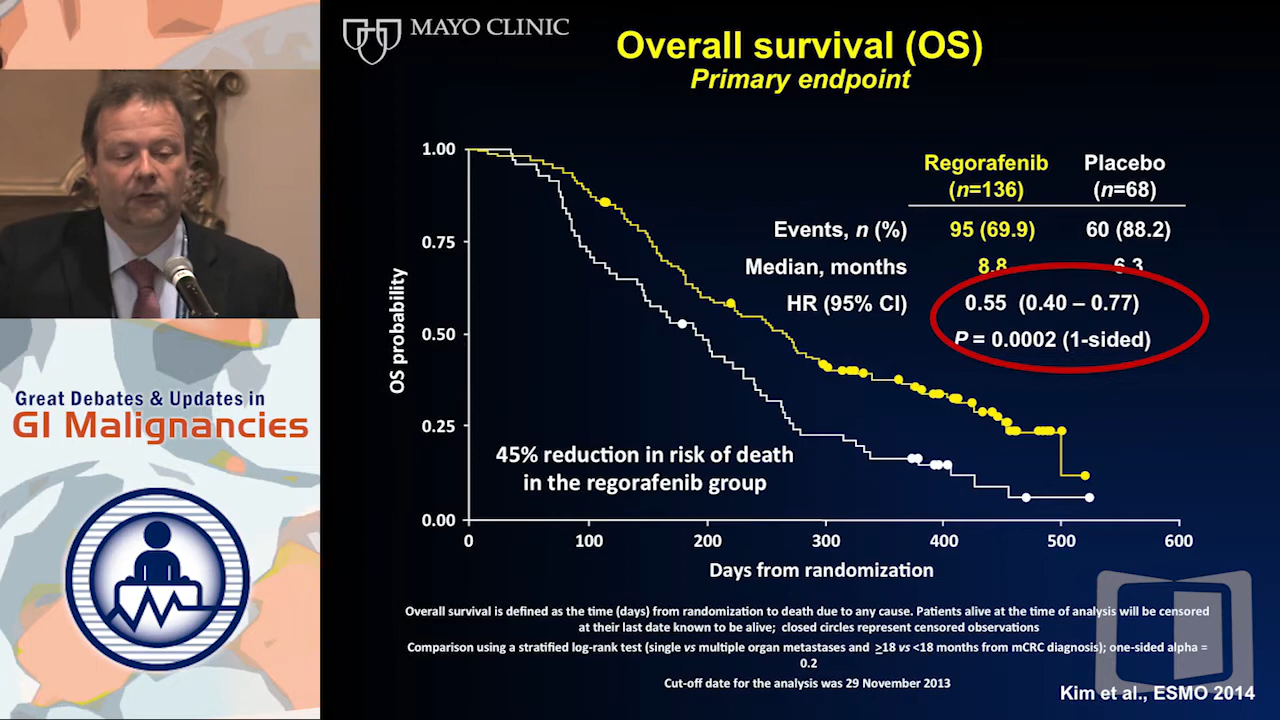 MAYO CLINIC
Overall survival (OS)
Primary endpoint
Great Debates & Updates in
GI Malignancies
OS probability
1.00
0.75
0.50
0.25
0.00
0 100 200 300 400 500 600
Days from randomization
Regorafenib Placebo
(n=136) (n=68)
Events, n (%) 95 (69.9) 60 (88.2)
Median, months 8.8 6.3
HR (95% CI) 0.55 (0.40 – 0.77)
P = 0.0002 (1-sided)
45% reduction in risk of death
in the regorafenib group
Overall survival is defined as the time (days) from randomization to death due to any cause. Patients alive at the time of analysis will be censored
at their last date known to be alive; closed circles represent censored observations
Comparison using a stratified log-rank test (single vs multiple organ metastases and ≥18 vs <18 months from mCRC diagnosis); one-sided alpha =
0.2
Cut-off date for the analysis was 29 November 2013
Kim et al., ESMO 2014